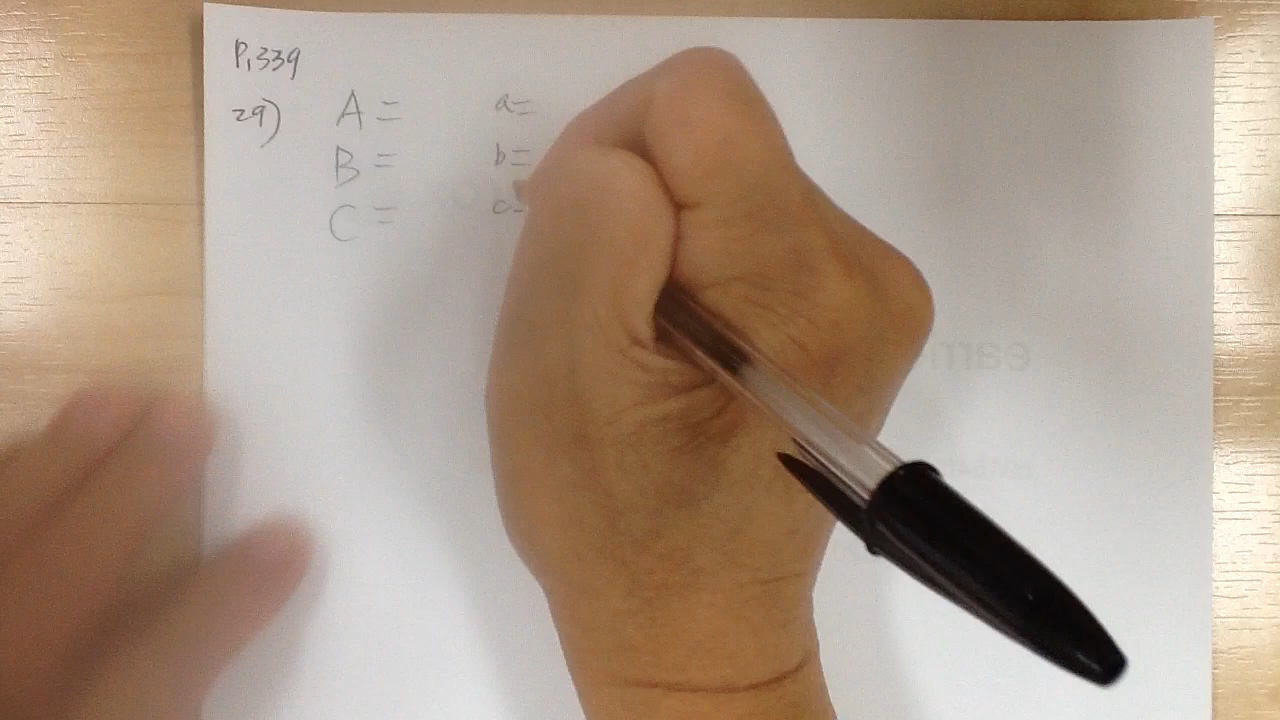 P.339
29) A = a=
B = b=
C = c=